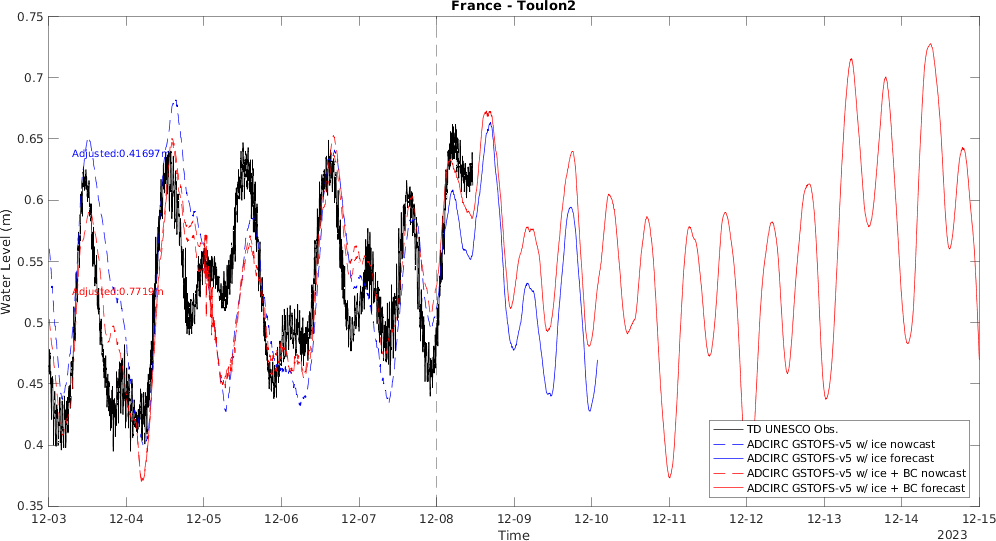 France - Toulon2
0.75
0.7
0.65
0.6
0.55
0.5
0.45
0.4
0.35
Water Level (m)
Adjusted:0.41697m
Adjusted:0.7719m
TD UNESCO Obs.
ADCIRC GSTOFS-v5 w/ ice nowcast
ADCIRC GSTOFS-v5 w/ ice forecast
ADCIRC GSTOFS-v5 w/ ice + BC nowcast
ADCIRC GSTOFS-v5 w/ ice + BC forecast
12-03 12-04 12-05 12-06 12-07 12-08 12-09 12-10 12-11 12-12 12-13 12-14 12-15
Time
2023